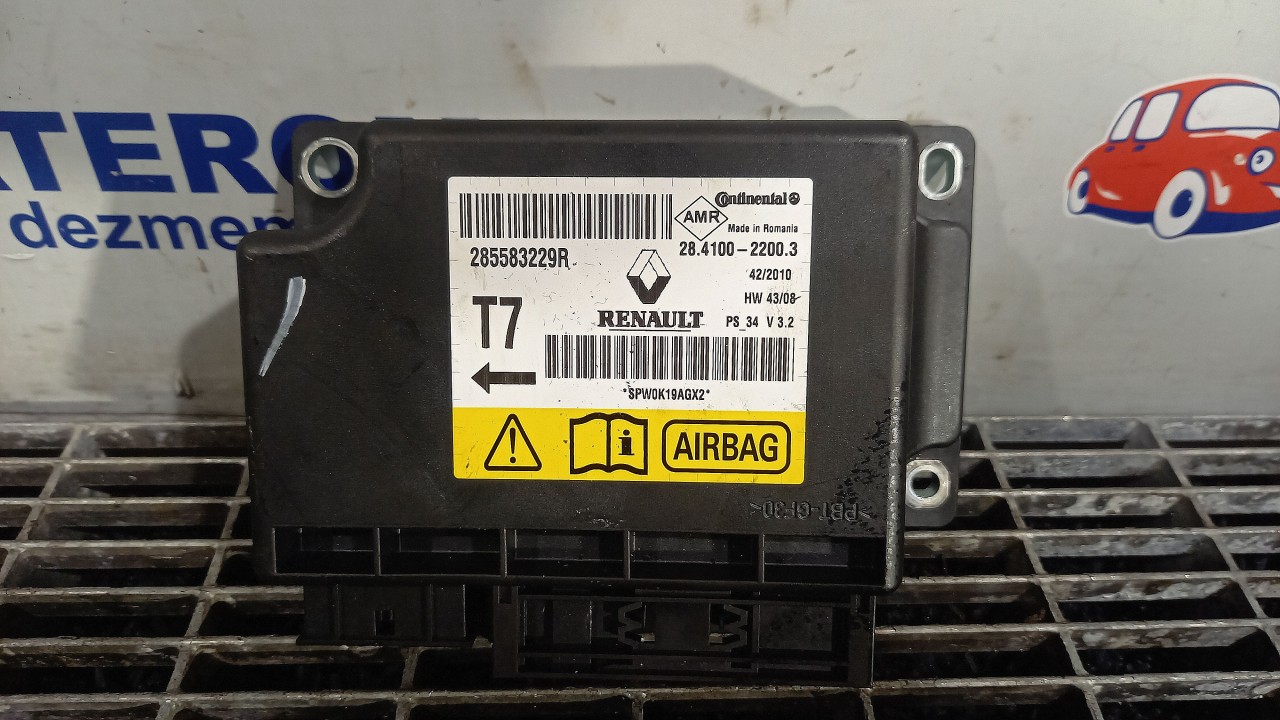 285583229R
AMR
Continental
Made in Romania
28.4100-2200.3
42/2010
HW 43/08
T7
RENAULT
PS_34 V 3.2
*SPW0K19AGX2*
AIRBAG
>PBT-GF30<
dezmem